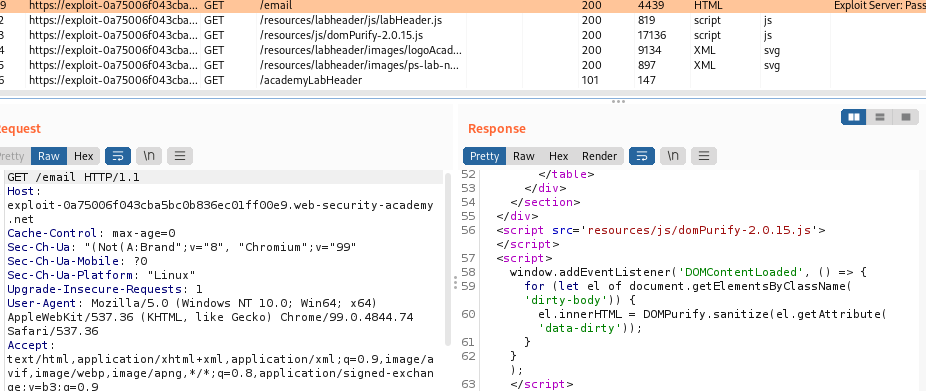 9 https://exploit-0a75006f043cba... GET /email 200 4439 HTML Exploit Server: Pass
2 https://exploit-0a75006f043cba... GET /resources/labheader/js/labHeader.js 200 819 script js
3 https://exploit-0a75006f043cba... GET /resources/js/domPurify-2.0.15.js 200 17136 script js
4 https://exploit-0a75006f043cba... GET /resources/labheader/images/logoAcad... 200 9134 XML svg
5 https://exploit-0a75006f043cba... GET /resources/labheader/images/ps-lab-n... 200 897 XML svg
6 https://exploit-0a75006f043cba... GET /academyLabHeader 101 147
equest
retty Raw Hex \n
GET /email HTTP/1.1
Host:
exploit-0a75006f043cba5bc0b836ec01ff00e9.web-security-academy
.net
Cache-Control: max-age=0
Sec-Ch-Ua: "(Not(A:Brand";v="8", "Chromium";v="99"
Sec-Ch-Ua-Mobile: ?0
Sec-Ch-Ua-Platform: "Linux"
Upgrade-Insecure-Requests: 1
User-Agent: Mozilla/5.0 (Windows NT 10.0; Win64; x64)
AppleWebKit/537.36 (KHTML, like Gecko) Chrome/99.0.4844.74
Safari/537.36
Accept:
text/html,application/xhtml+xml,application/xml;q=0.9,image/a
vif,image/webp,image/apng,*/*;q=0.8,application/signed-exchan
ge;v=b3;q=0.9
Response
Pretty Raw Hex Render \n
52 </table>
53 </div>
54 </section>
55 </div>
56 <script src='resources/js/domPurify-2.0.15.js'>
</script>
57 <script>
58 window.addEventListener('DOMContentLoaded', () => {
59 for (let el of document.getElementsByClassName(
'dirty-body')) {
60 el.innerHTML = DOMPurify.sanitize(el.getAttribute(
'data-dirty'));
61 }
62 }
);
63 </script>